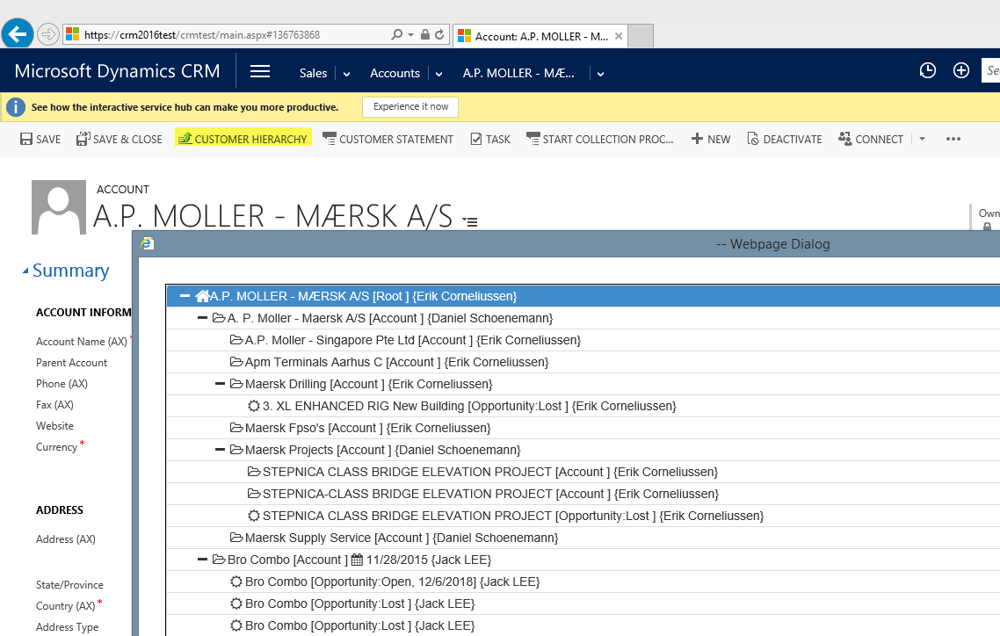 https://crm2016test/crmtest/main.aspx#136763868
Account: A.P. MOLLER - M...
Microsoft Dynamics CRM
Sales
Accounts
A.P. MOLLER - MÆ...
See how the interactive service hub can make you more productive.
Experience it now
SAVE
SAVE & CLOSE
CUSTOMER HIERARCHY
CUSTOMER STATEMENT
TASK
START COLLECTION PROC...
NEW
DEACTIVATE
CONNECT
ACCOUNT
A.P. MOLLER - MÆRSK A/S
-- Webpage Dialog
Summary
ACCOUNT INFORM
Account Name (AX) *
Parent Account
Phone (AX)
Fax (AX)
Website
Currency *
ADDRESS
Address (AX)
State/Province
Country (AX) *
Address Type
A.P. MOLLER - MÆRSK A/S [Root ] {Erik Corneliussen}
A. P. Moller - Maersk A/S [Account ] {Daniel Schoenemann}
A.P. Moller - Singapore Pte Ltd [Account ] {Erik Corneliussen}
Apm Terminals Aarhus C [Account ] {Erik Corneliussen}
Maersk Drilling [Account ] {Erik Corneliussen}
3. XL ENHANCED RIG New Building [Opportunity:Lost ] {Erik Corneliussen}
Maersk Fpso's [Account ] {Erik Corneliussen}
Maersk Projects [Account ] {Daniel Schoenemann}
STEPNICA CLASS BRIDGE ELEVATION PROJECT [Account ] {Erik Corneliussen}
STEPNICA-CLASS BRIDGE ELEVATION PROJECT [Account ] {Erik Corneliussen}
STEPNICA CLASS BRIDGE ELEVATION PROJECT [Opportunity:Lost ] {Erik Corneliussen}
Maersk Supply Service [Account ] {Daniel Schoenemann}
Bro Combo [Account ] 11/28/2015 {Jack LEE}
Bro Combo [Opportunity:Open, 12/6/2018] {Jack LEE}
Bro Combo [Opportunity:Lost ] {Jack LEE}
Bro Combo [Opportunity:Lost ] {Jack LEE}